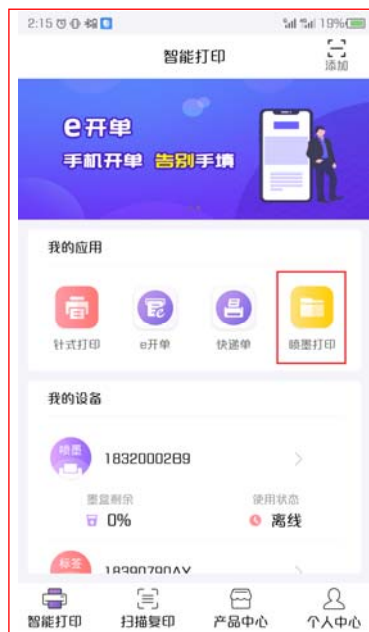 2:15 19%
智能打印
添加
e开单
手机开单 告别手填
我的应用
针式打印 e开单 快递单 喷墨打印
我的设备
喷墨
1832000289
墨盒剩余 使用状态
0% 离线
标签
18390790AY
智能打印 扫描复印 产品中心 个人中心